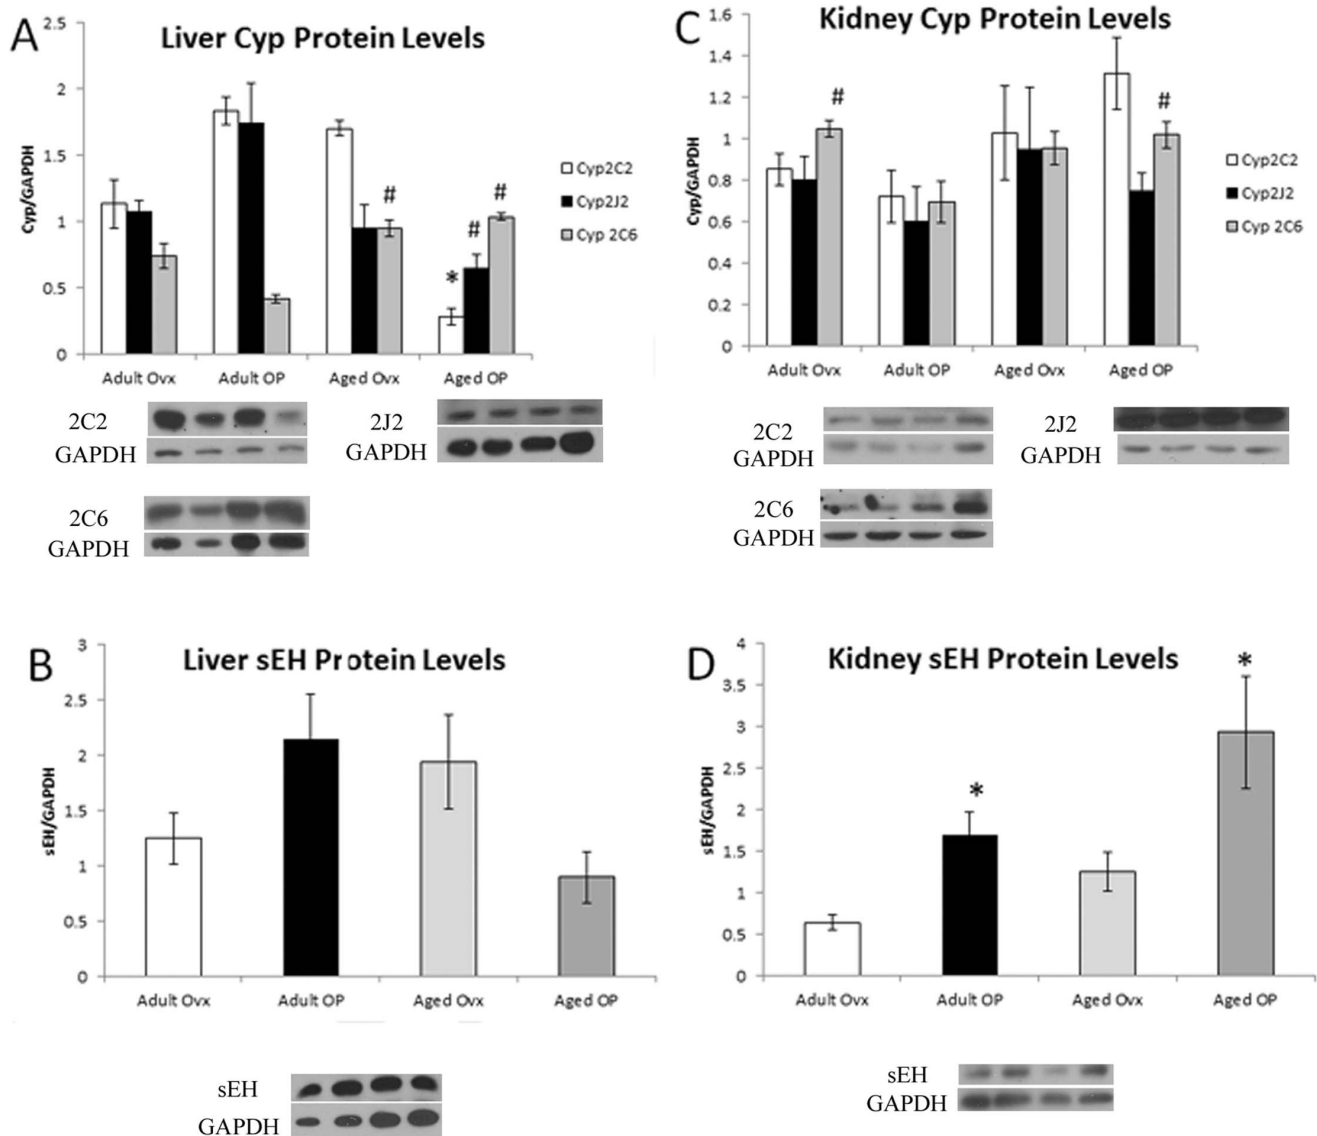 A
Liver Cyp Protein Levels
2.5
2
1.5
1
0.5
0
Cyp/GAPDH
#
#
#
*
Cyp2C2
Cyp2J2
Cyp 2C6
Adult Ovx Adult OP Aged Ovx Aged OP
2C2
GAPDH
2J2
GAPDH
2C6
GAPDH
C
Kidney Cyp Protein Levels
1.6
1.4
1.2
1
0.8
0.6
0.4
0.2
0
Cyp/GAPDH
#
#
Cyp2C2
Cyp2J2
Cyp 2C6
Adult Ovx Adult OP Aged Ovx Aged OP
2C2
GAPDH
2J2
GAPDH
2C6
GAPDH
B
Liver sEH Protein Levels
3
2.5
2
1.5
1
0.5
0
sEH/GAPDH
Adult Ovx Adult OP Aged Ovx Aged OP
sEH
GAPDH
D
Kidney sEH Protein Levels
4
3.5
3
2.5
2
1.5
1
0.5
0
sEH/GAPDH
*
*
Adult Ovx Adult OP Aged Ovx Aged OP
sEH
GAPDH